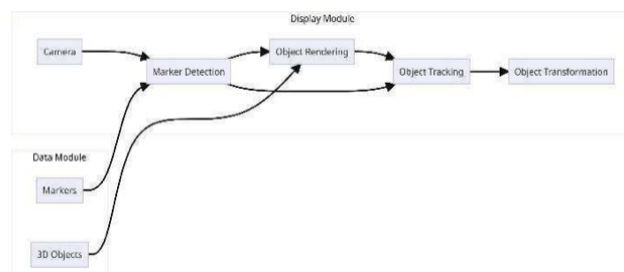 Display Module
Camera
Object Rendering
Marker Detection
Object Tracking
Object Transformation
Data Module
Markers
3D Objects